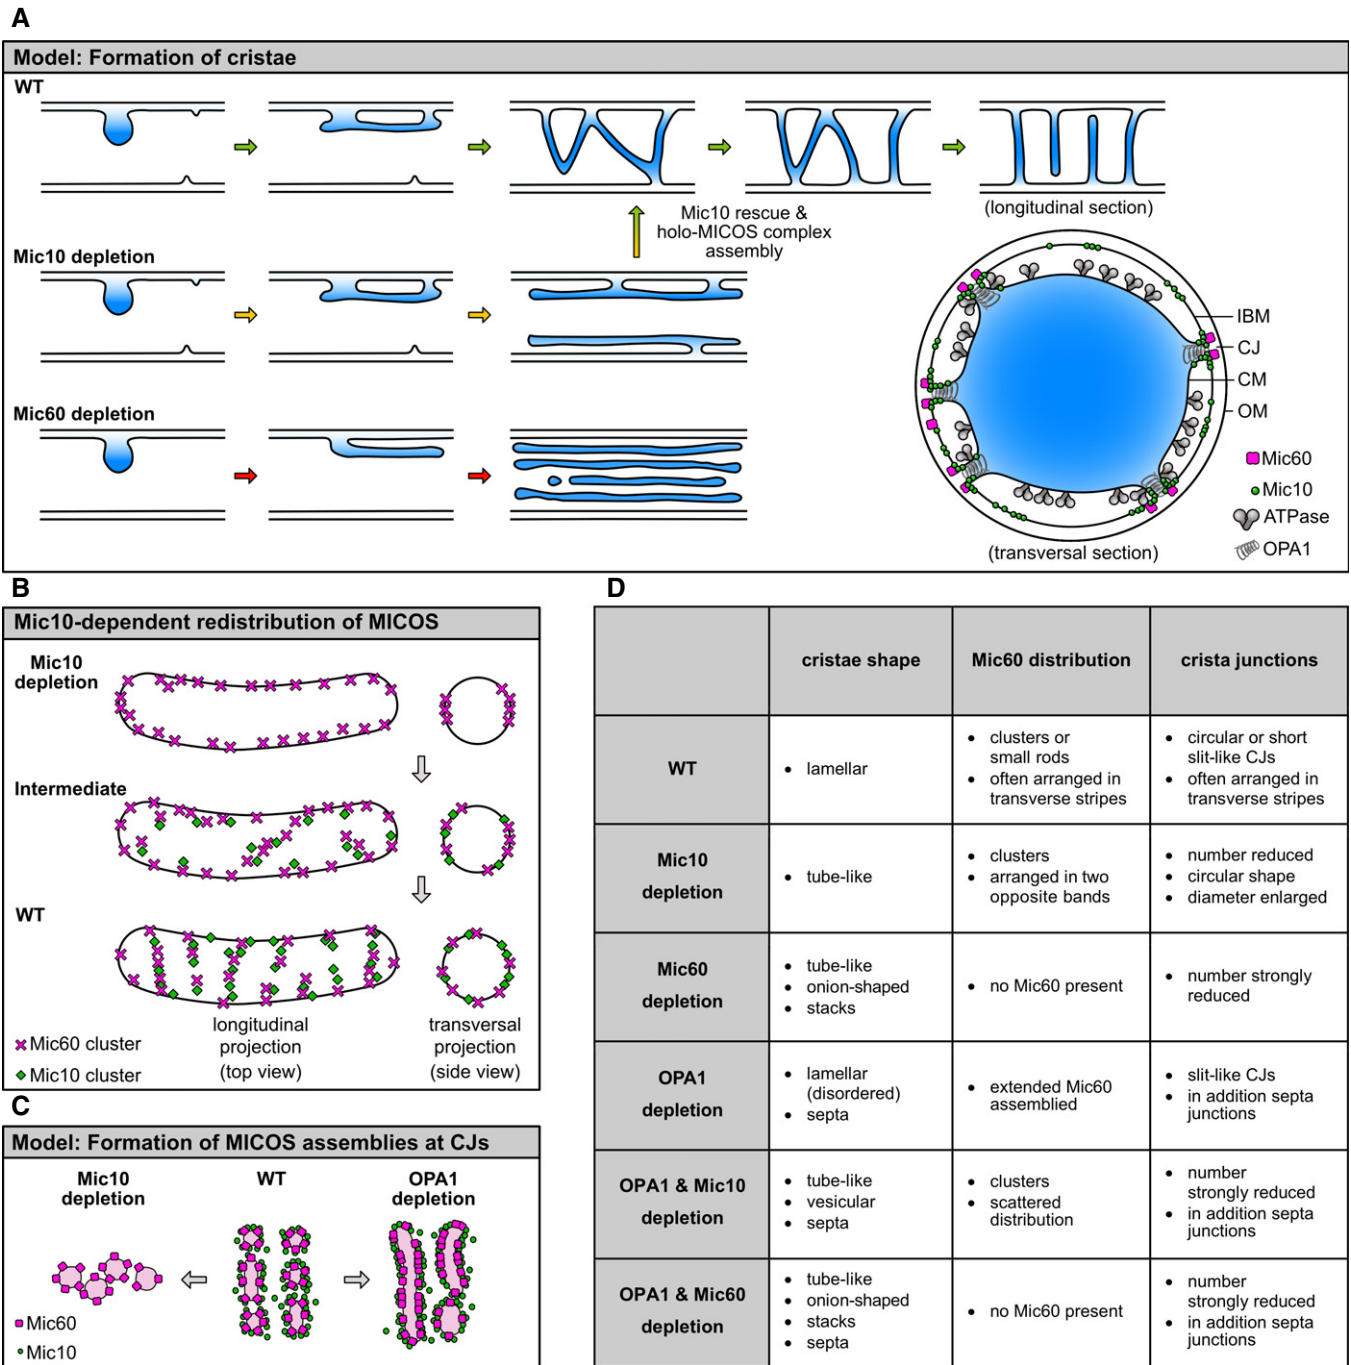 A
Model: Formation of cristae
WT
(longitudinal section)
Mic10 rescue &
holo-MICOS complex
assembly
Mic10 depletion
Mic60 depletion
IBM
CJ
CM
OM
Mic60
Mic10
ATPase
OPA1
(transversal section)
B
Mic10-dependent redistribution of MICOS
Mic10
depletion
Intermediate
WT
longitudinal
projection
(top view)
transversal
projection
(side view)
Mic60 cluster
Mic10 cluster
C
Model: Formation of MICOS assemblies at CJs
Mic10
depletion
WT
OPA1
depletion
Mic60
Mic10
D
cristae shape
Mic60 distribution
crista junctions
WT
• lamellar
• clusters or
small rods
• often arranged in
transverse stripes
• circular or short
slit-like CJs
• often arranged in
transverse stripes
Mic10
depletion
• tube-like
• clusters
• arranged in two
opposite bands
• number reduced
• circular shape
• diameter enlarged
Mic60
depletion
• tube-like
• onion-shaped
• stacks
• no Mic60 present
• number strongly
reduced
OPA1
depletion
• lamellar
(disordered)
• septa
• extended Mic60
assemblied
• slit-like CJs
• in addition septa
junctions
OPA1 & Mic10
depletion
• tube-like
• vesicular
• septa
• clusters
• scattered
distribution
• number
strongly reduced
• in addition septa
junctions
OPA1 & Mic60
depletion
• tube-like
• onion-shaped
• stacks
• septa
• no Mic60 present
• number
strongly reduced
• in addition septa
junctions